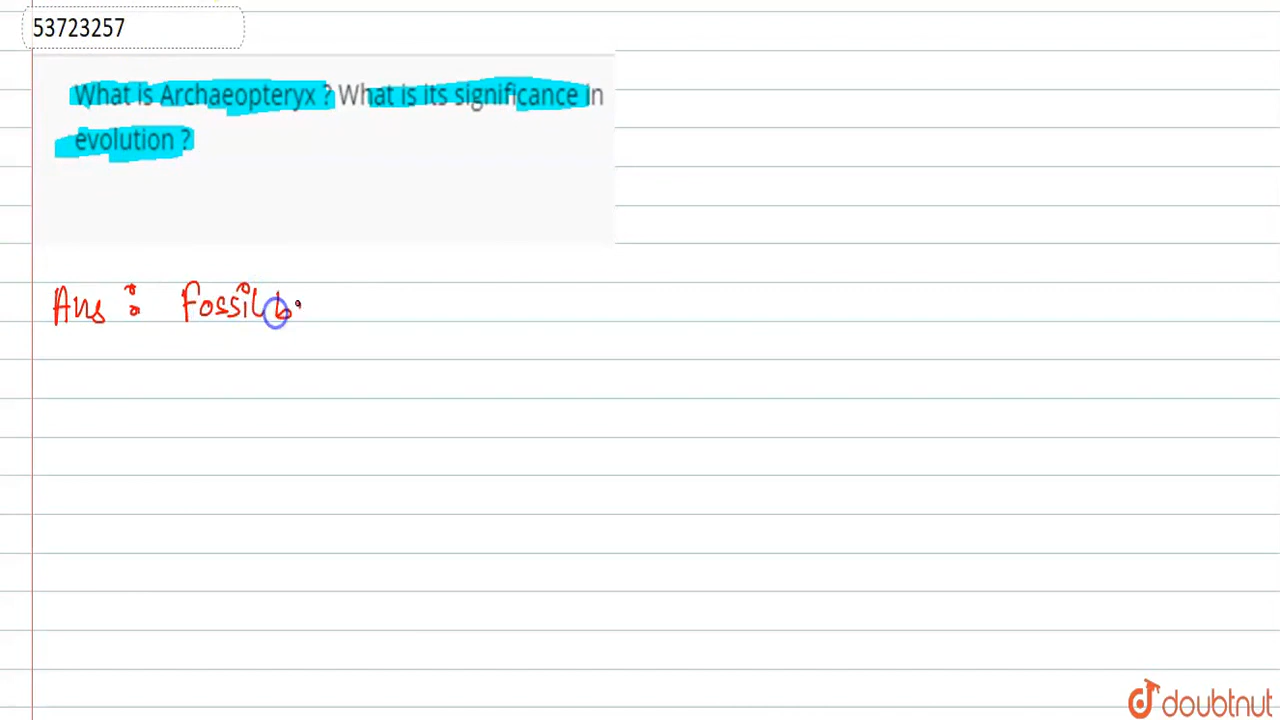 53723257
What is Archaeopteryx ? What is its significance in
evolution ?
Ans : Fossil
doubtnut